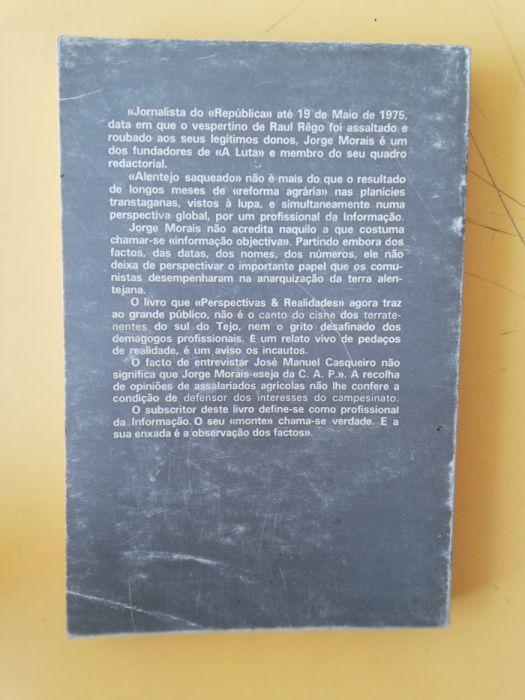 «Jornalista do «República» até 19 de Maio de 1975,
data em que o vespertino de Raul Rêgo foi assaltado e
roubado aos seus legítimos donos, Jorge Morais é um
dos fundadores de «A Luta» e membro do seu quadro
redactorial.
«Alentejo saqueado» não é mais do que o resultado
de longos meses de «reforma agrária» nas planícies
transtaganas, vistos à lupa, e simultaneamente numa
perspectiva global, por um profissional da Informação.
Jorge Morais não acredita naquilo a que costuma
chamar-se «informação objectiva». Partindo embora dos
factos, das datas, dos nomes, dos números, ele não
deixa de perspectivar o importante papel que os comu-
nistas desempenharam na anarquização da terra alen-
tejana.
O livro que «Perspectivas & Realidades» agora traz
ao grande público, não é o canto do cisne dos terrate-
nentes do sul do Tejo, nem o grito desafinado dos
demagogos profissionais. É um relato vivo de pedaços
de realidade, é um aviso os incautos.
O facto de entrevistar José Manuel Casqueiro não
significa que Jorge Morais «seja da C. A. P.». A recolha
de opiniões de assalariados agrícolas não lhe confere a
condição de defensor dos interesses do campesinato.
O subscritor deste livro define-se como profissional
da Informação. O seu «monte» chama-se verdade. E a
sua enxada é a observação dos factos».